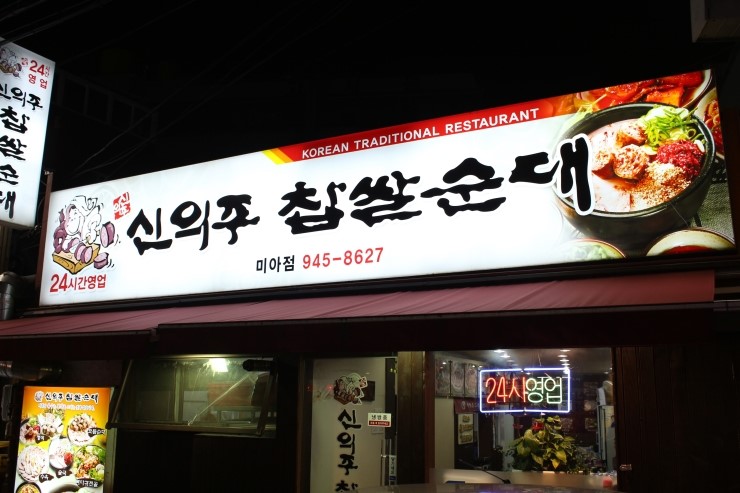 24시
영업
신의주
찹쌀순대
KOREAN TRADITIONAL RESTAURANT
신의주 찹쌀순대
미아점 945-8627
24시간영업
신의주 찹쌀순대
24시영업
신의주 찹